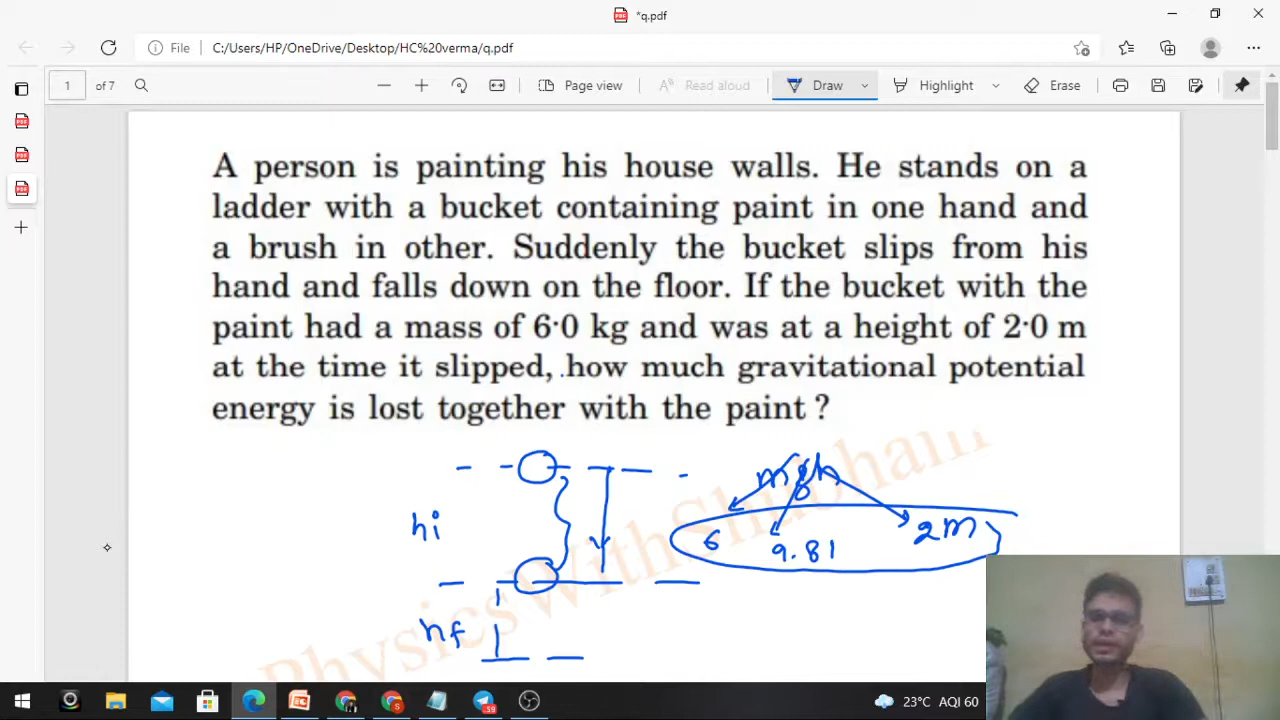 *q.pdf
File C:/Users/HP/OneDrive/Desktop/HC%20verma/q.pdf
1 of 7 Page view Read aloud Draw Highlight Erase
A person is painting his house walls. He stands on a
ladder with a bucket containing paint in one hand and
a brush in other. Suddenly the bucket slips from his
hand and falls down on the floor. If the bucket with the
paint had a mass of 6·0 kg and was at a height of 2·0 m
at the time it slipped, how much gravitational potential
energy is lost together with the paint ?
mgh
hi
6 9.81 2m
hf
PhysicsWithShubham
23°C AQI 60